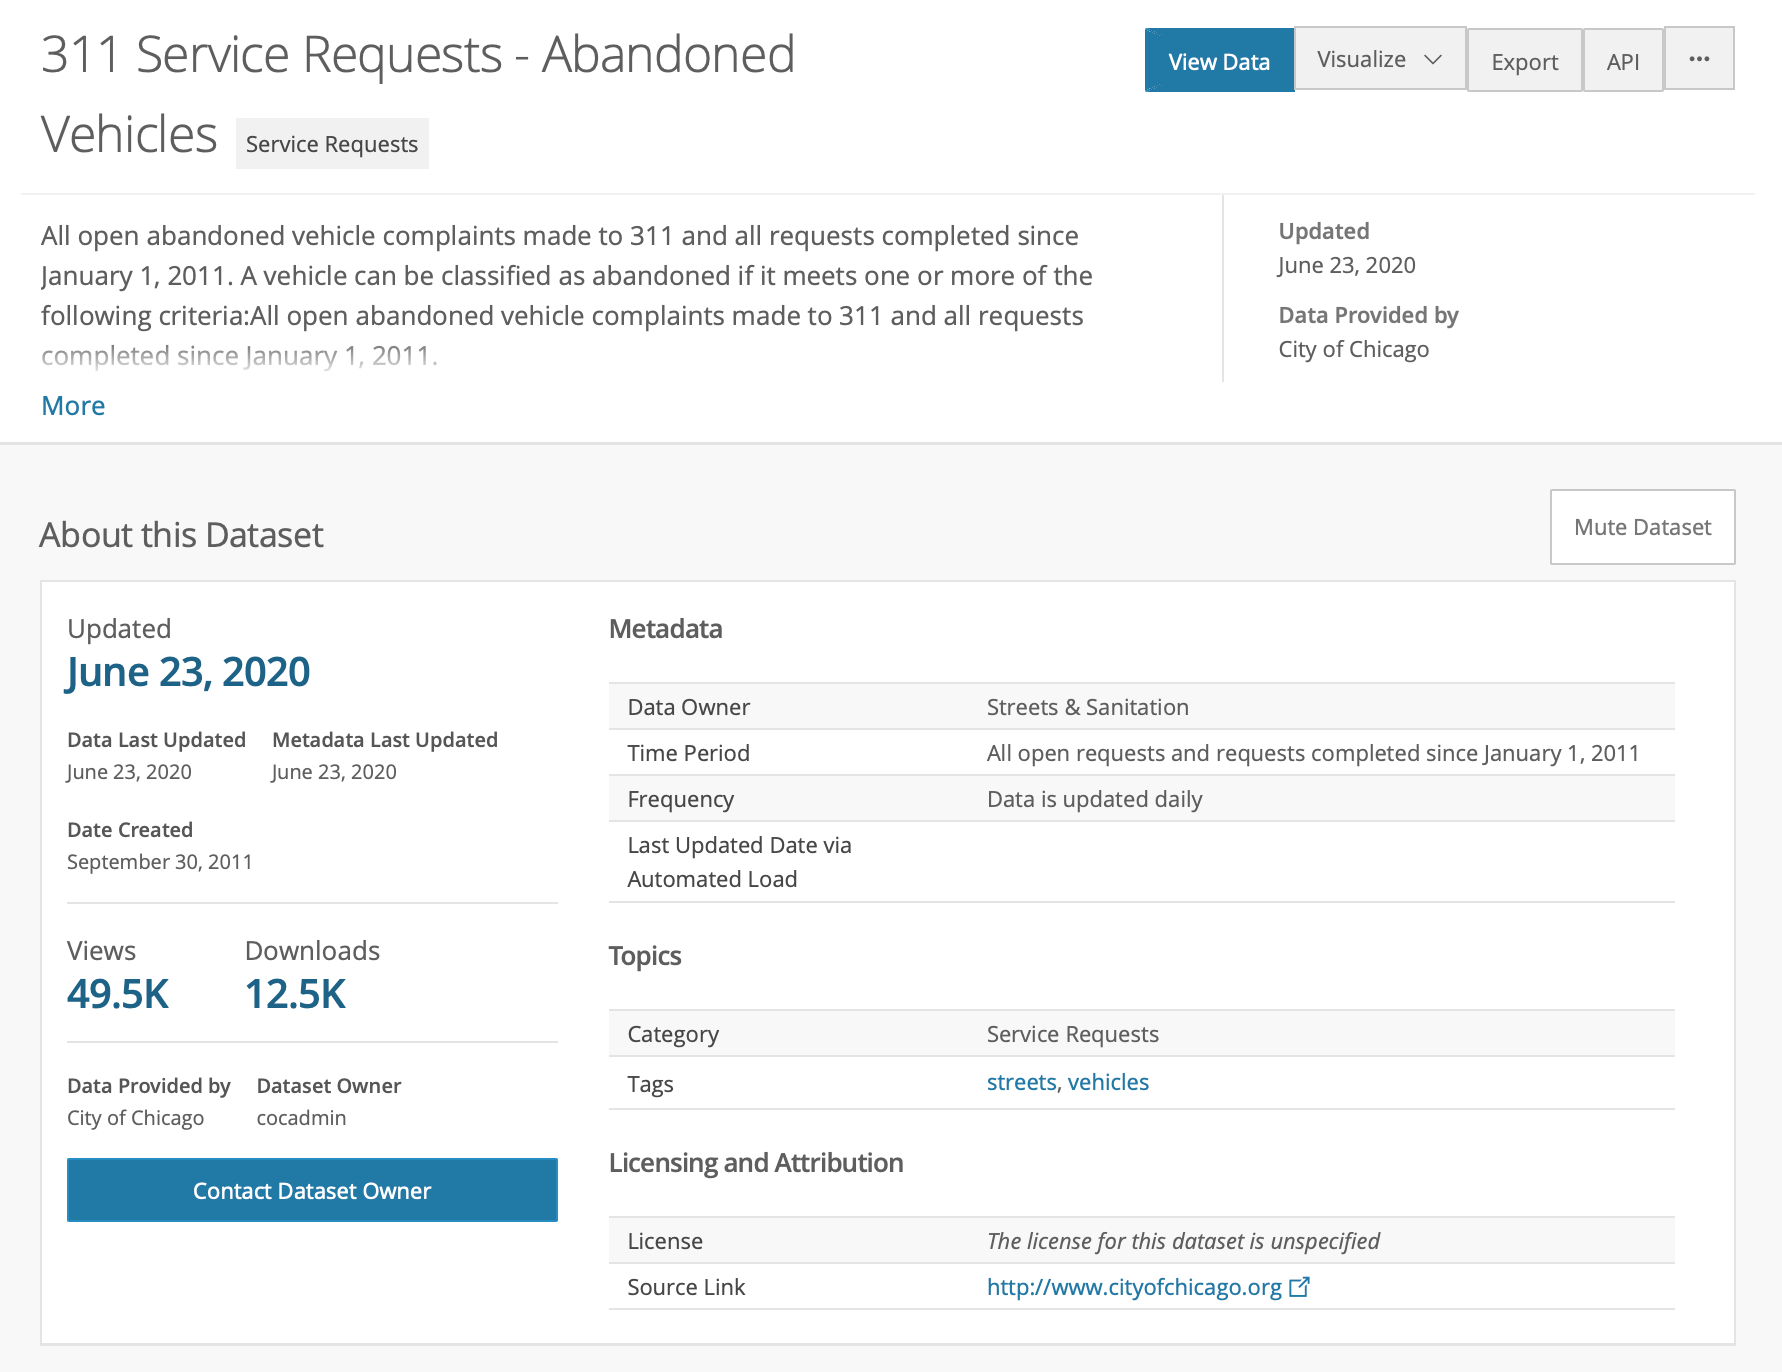 311 Service Requests - Abandoned
Vehicles Service Requests
View Data Visualize Export API ...
All open abandoned vehicle complaints made to 311 and all requests completed since
January 1, 2011. A vehicle can be classified as abandoned if it meets one or more of the
following criteria:All open abandoned vehicle complaints made to 311 and all requests
completed since January 1, 2011.
More
Updated
June 23, 2020
Data Provided by
City of Chicago
About this Dataset
Mute Dataset
Updated
June 23, 2020
Data Last Updated Metadata Last Updated
June 23, 2020 June 23, 2020
Date Created
September 30, 2011
Views Downloads
49.5K 12.5K
Data Provided by Dataset Owner
City of Chicago cocadmin
Contact Dataset Owner
Metadata
Data Owner Streets & Sanitation
Time Period All open requests and requests completed since January 1, 2011
Frequency Data is updated daily
Last Updated Date via
Automated Load
Topics
Category Service Requests
Tags streets, vehicles
Licensing and Attribution
License The license for this dataset is unspecified
Source Link http://www.cityofchicago.org